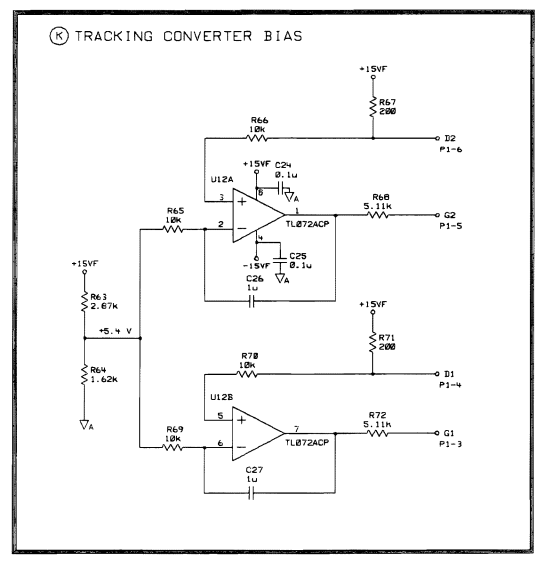 K TRACKING CONVERTER BIAS
+15VF
R67
200
R66
10k
D2
P1-6
+15VF
C24
0.1u
A
U12A
8
3
+
1
R68
5.11k
G2
P1-5
R65
10k
2
−
TL072ACP
4
-15VF
C25
0.1u
A
C26
1u
+15VF
R63
2.67k
+5.4 V
R64
1.62k
A
+15VF
R71
200
R70
10k
D1
P1-4
U12B
5
+
7
R72
5.11k
G1
P1-3
R69
10k
6
−
TL072ACP
C27
1u